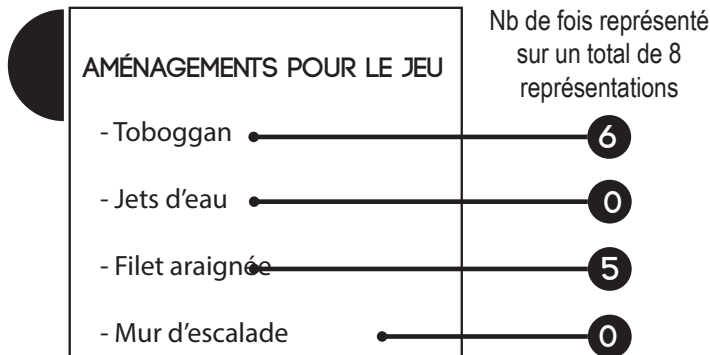 Nb de fois représenté
sur un total de 8
représentations
AMÉNAGEMENTS POUR LE JEU
- Toboggan 6
- Jets d'eau 0
- Filet araignée 5
- Mur d'escalade 0